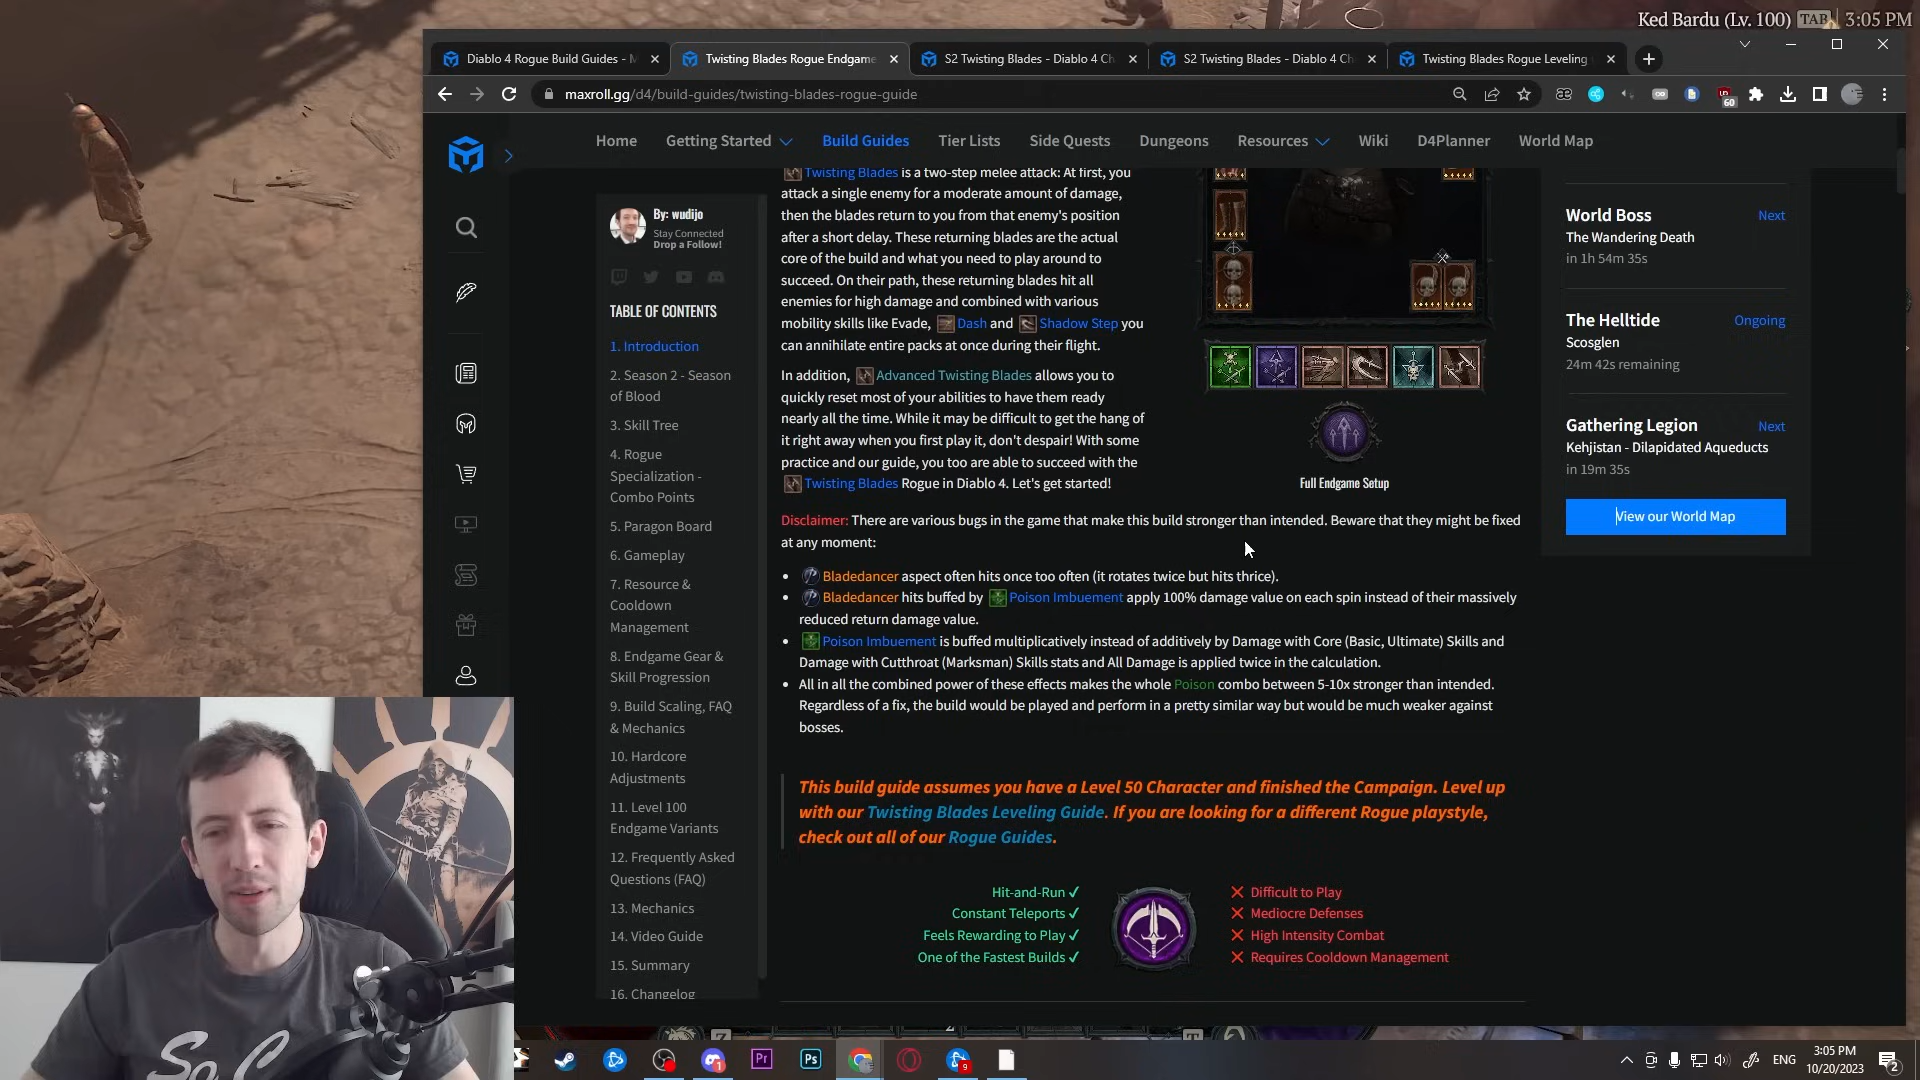 Ked Bardu (Lv. 100) TAB 3:05 PM
Diablo 4 Rogue Build Guides - M
Twisting Blades Rogue Endgame
S2 Twisting Blades - Diablo 4 Ch
S2 Twisting Blades - Diablo 4 Ch
Twisting Blades Rogue Leveling
maxroll.gg/d4/build-guides/twisting-blades-rogue-guide
60
Home
Getting Started
Build Guides
Tier Lists
Side Quests
Dungeons
Resources
Wiki
D4Planner
World Map
By: wudijo
Stay Connected
Drop a Follow!
TABLE OF CONTENTS
1. Introduction
2. Season 2 - Season
of Blood
3. Skill Tree
4. Rogue
Specialization -
Combo Points
5. Paragon Board
6. Gameplay
7. Resource &
Cooldown
Management
8. Endgame Gear &
Skill Progression
9. Build Scaling, FAQ
& Mechanics
10. Hardcore
Adjustments
11. Level 100
Endgame Variants
12. Frequently Asked
Questions (FAQ)
13. Mechanics
14. Video Guide
15. Summary
16. Changelog
Twisting Blades is a two-step melee attack: At first, you
attack a single enemy for a moderate amount of damage,
then the blades return to you from that enemy's position
after a short delay. These returning blades are the actual
core of the build and what you need to play around to
succeed. On their path, these returning blades hit all
enemies for high damage and combined with various
mobility skills like Evade, Dash and Shadow Step you
can annihilate entire packs at once during their flight.
In addition, Advanced Twisting Blades allows you to
quickly reset most of your abilities to have them ready
nearly all the time. While it may be difficult to get the hang of
it right away when you first play it, don't despair! With some
practice and our guide, you too are able to succeed with the
Twisting Blades Rogue in Diablo 4. Let's get started!
Full Endgame Setup
Disclaimer: There are various bugs in the game that make this build stronger than intended. Beware that they might be fixed
at any moment:
Bladedancer aspect often hits once too often (it rotates twice but hits thrice).
Bladedancer hits buffed by Poison Imbuement apply 100% damage value on each spin instead of their massively
reduced return damage value.
Poison Imbuement is buffed multiplicatively instead of additively by Damage with Core (Basic, Ultimate) Skills and
Damage with Cutthroat (Marksman) Skills stats and All Damage is applied twice in the calculation.
All in all the combined power of these effects makes the whole Poison combo between 5-10x stronger than intended.
Regardless of a fix, the build would be played and perform in a pretty similar way but would be much weaker against
bosses.
This build guide assumes you have a Level 50 Character and finished the Campaign. Level up
with our Twisting Blades Leveling Guide. If you are looking for a different Rogue playstyle,
check out all of our Rogue Guides.
Hit-and-Run ✓
Constant Teleports ✓
Feels Rewarding to Play ✓
One of the Fastest Builds ✓
✕ Difficult to Play
✕ Mediocre Defenses
✕ High Intensity Combat
✕ Requires Cooldown Management
World Boss Next
The Wandering Death
in 1h 54m 35s
The Helltide Ongoing
Scosglen
24m 42s remaining
Gathering Legion Next
Kehjistan - Dilapidated Aqueducts
in 19m 35s
View our World Map
So C
Pr
Ps
1
9
ENG
3:05 PM
10/20/2023
2